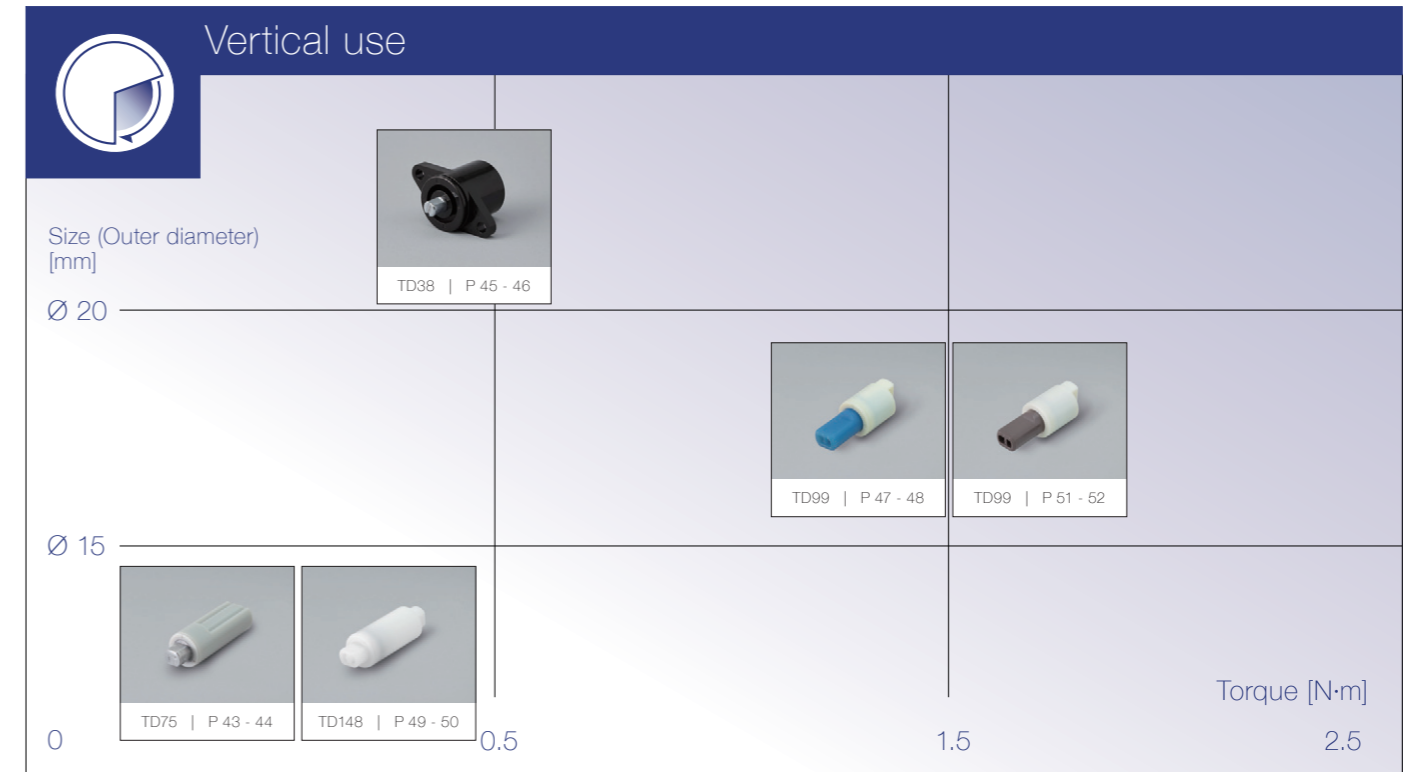 Vertical use
TD38 | P 45 - 46
Size (Outer diameter)
[mm]
Ø 20
TD99 | P 47 - 48
TD99 | P 51 - 52
Ø 15
TD75 | P 43 - 44
TD148 | P 49 - 50
Torque [N·m]
0
0.5
1.5
2.5